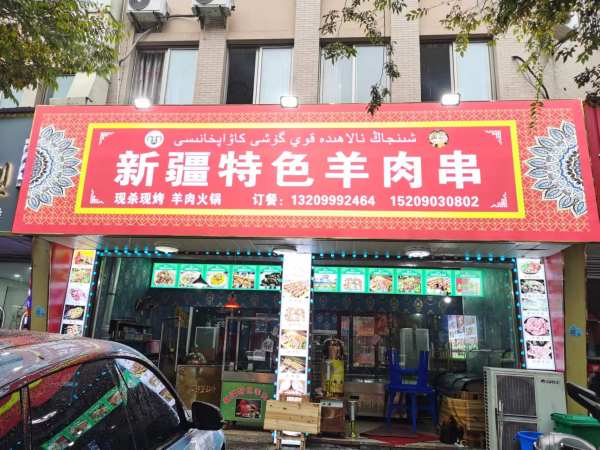 شىنجاڭ ئالاھىدە قوي گۆشى كاۋاپخانىسى
新疆特色羊肉串
现杀现烤 羊肉火锅 订餐：13209992464 15209030802